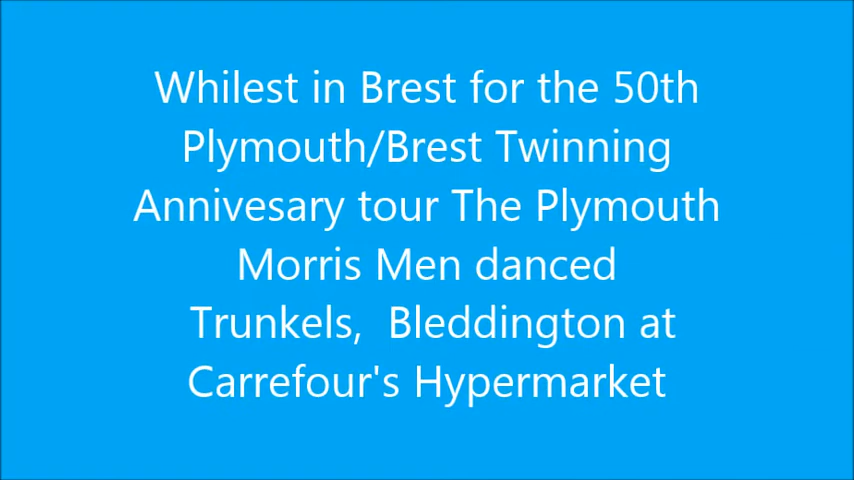 Whilest in Brest for the 50th
Plymouth/Brest Twinning
Annivesary tour The Plymouth
Morris Men danced
Trunkels,  Bleddington at
Carrefour's Hypermarket